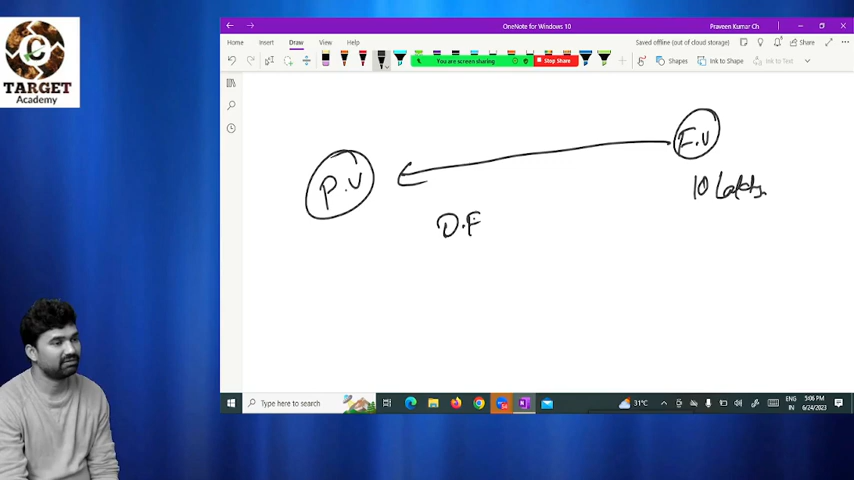 TARGET
Academy
OneNote for Windows 10
Praveen Kumar Ch
Home Insert Draw View Help
Saved offline (out of cloud storage)
Share
You are screen sharing
Stop Share
Shapes
Ink to Shape
Ink to Text
F.V
P.V
10 Lakhs
D.F
Type here to search
31°C
ENG
IN
5:06 PM
6/24/2023